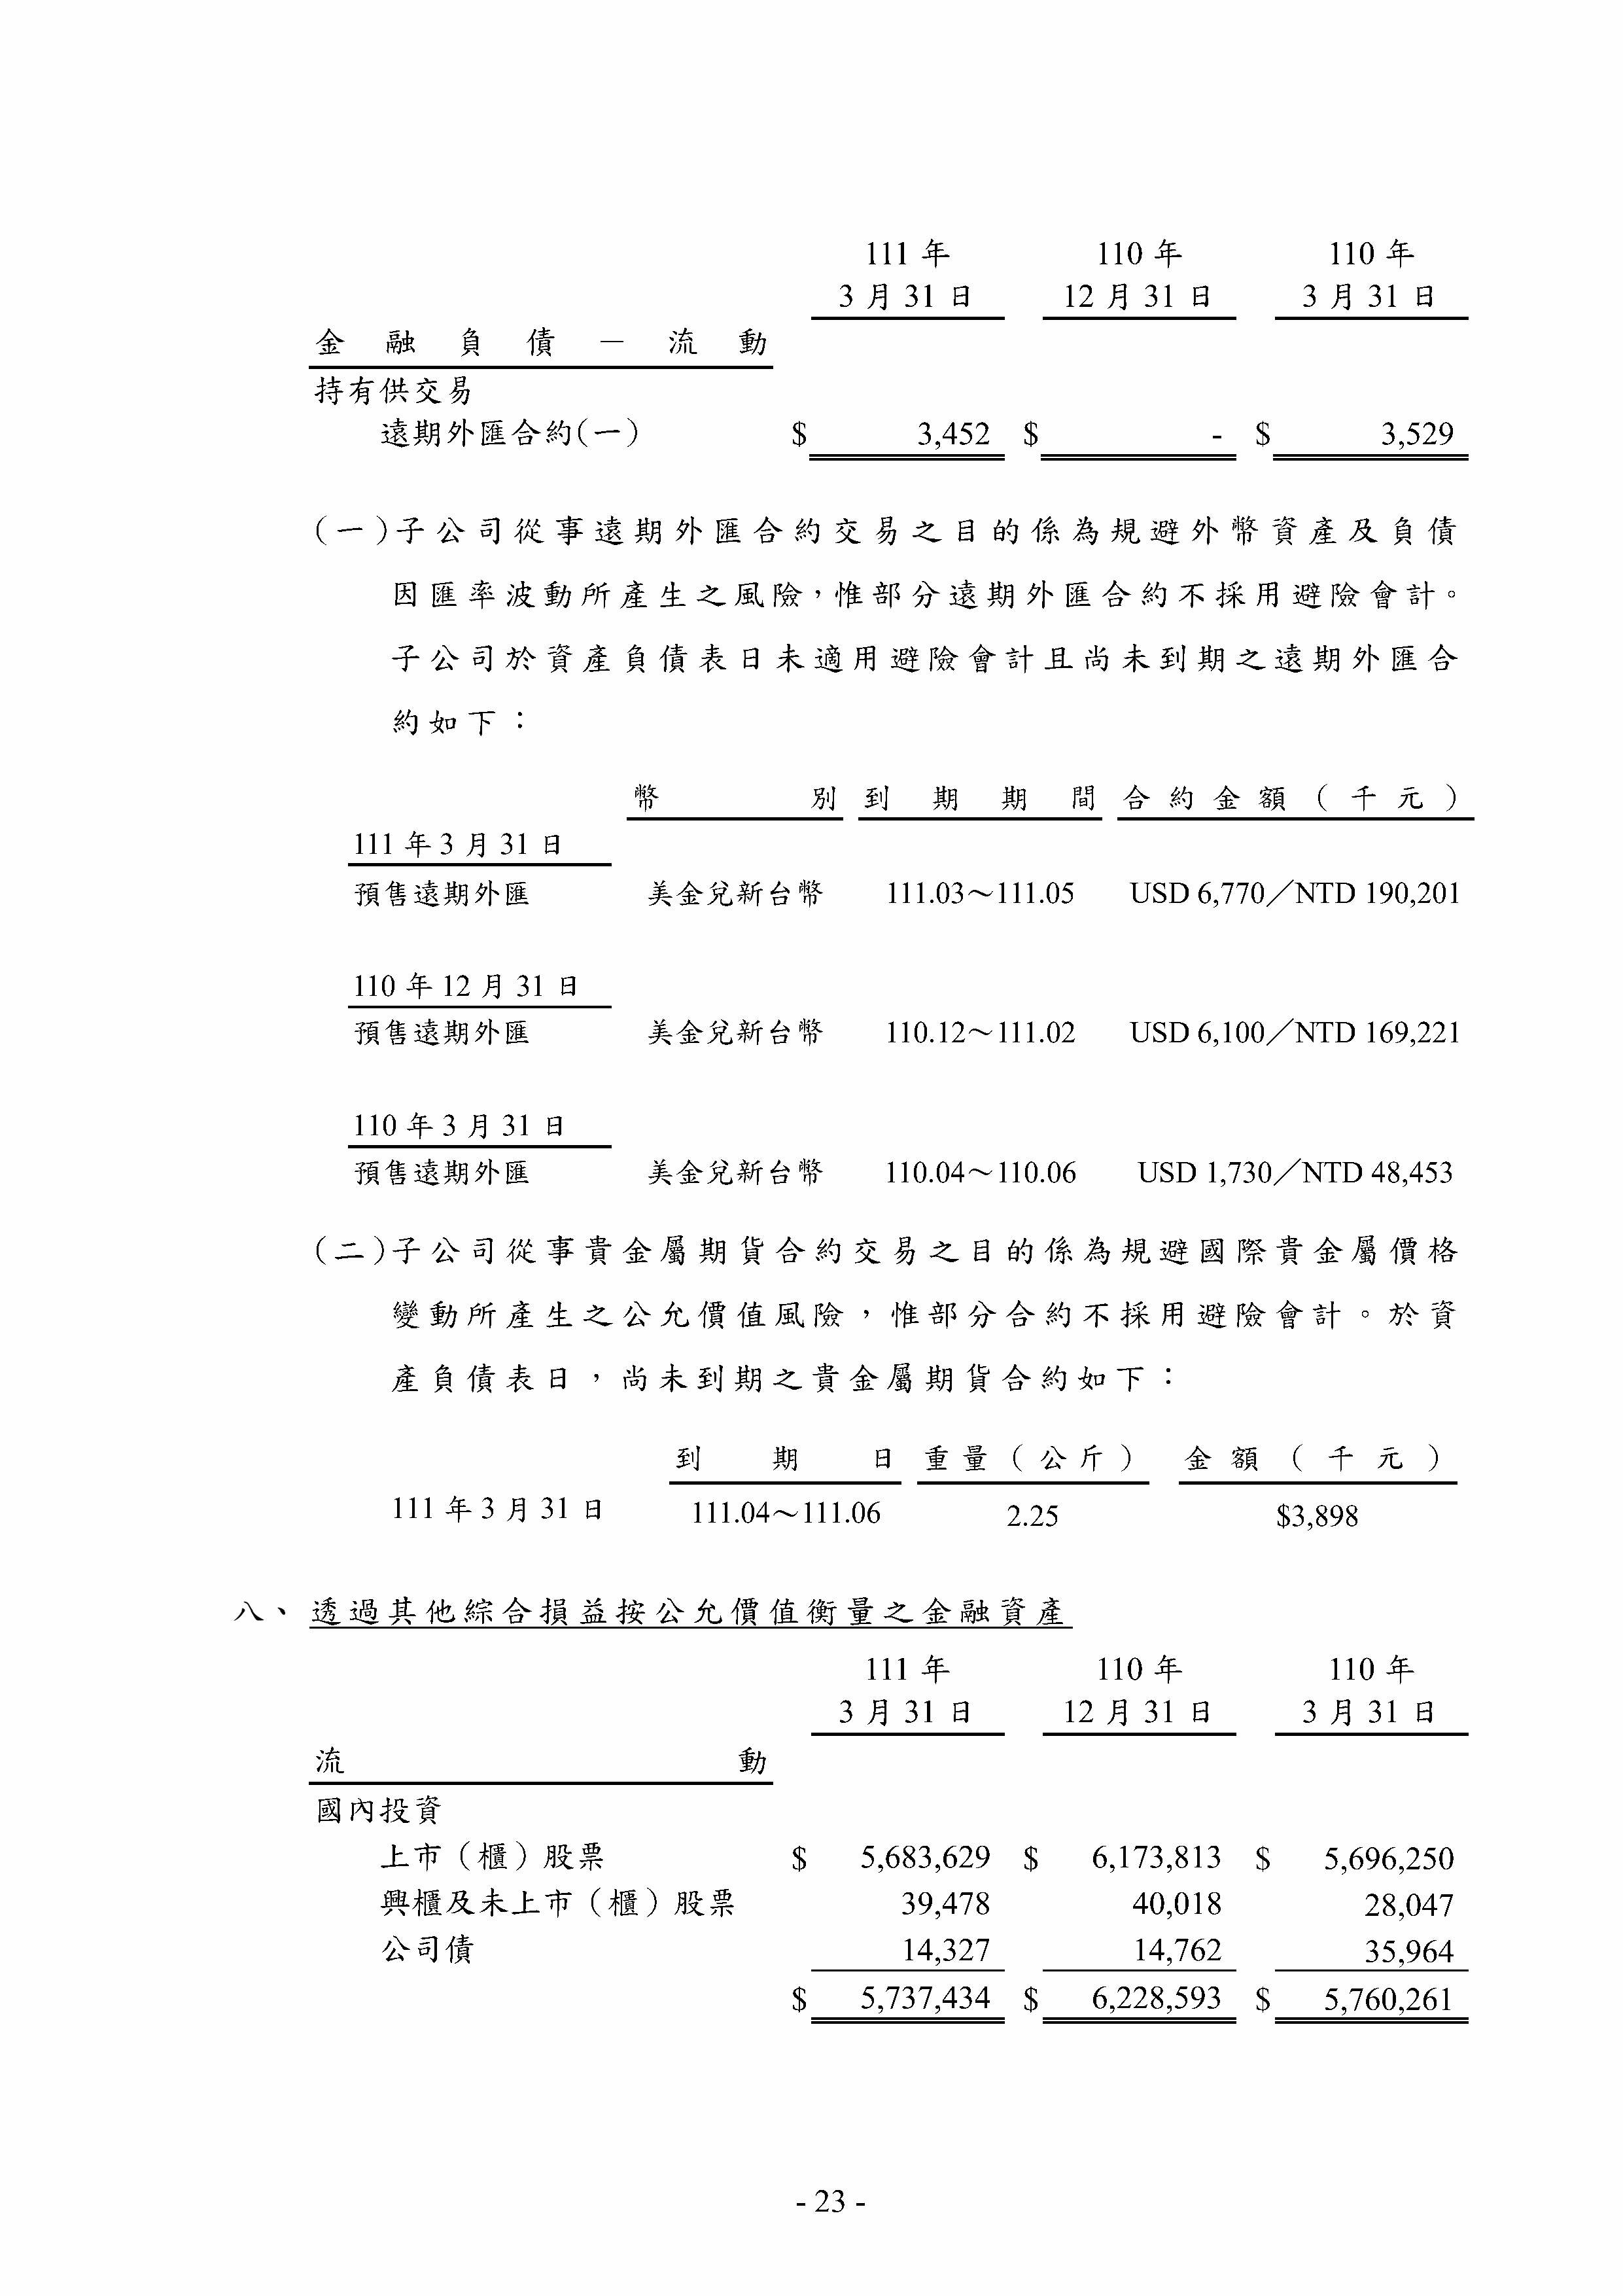 111 年 110 年 110 年
3 月 31 日 12 月 31 日 3 月 31 日
金融負債－流動
持有供交易
遠期外匯合約(一) $ 3,452 $ - $ 3,529
(一)子公司從事遠期外匯合約交易之目的係為規避外幣資產及負債
因匯率波動所產生之風險，惟部分遠期外匯合約不採用避險會計。
子公司於資產負債表日未適用避險會計且尚未到期之遠期外匯合
約如下：
幣別 到期期間 合約金額（千元）
111 年 3 月 31 日
預售遠期外匯 美金兌新台幣 111.03～111.05 USD 6,770／NTD 190,201
110 年 12 月 31 日
預售遠期外匯 美金兌新台幣 110.12～111.02 USD 6,100／NTD 169,221
110 年 3 月 31 日
預售遠期外匯 美金兌新台幣 110.04～110.06 USD 1,730／NTD 48,453
(二)子公司從事貴金屬期貨合約交易之目的係為規避國際貴金屬價格
變動所產生之公允價值風險，惟部分合約不採用避險會計。於資
產負債表日，尚未到期之貴金屬期貨合約如下：
到期日 重量（公斤） 金額（千元）
111 年 3 月 31 日 111.04～111.06 2.25 $3,898
八、透過其他綜合損益按公允價值衡量之金融資產
111 年 110 年 110 年
3 月 31 日 12 月 31 日 3 月 31 日
流動
國內投資
上市（櫃）股票 $ 5,683,629 $ 6,173,813 $ 5,696,250
興櫃及未上市（櫃）股票 39,478 40,018 28,047
公司債 14,327 14,762 35,964
$ 5,737,434 $ 6,228,593 $ 5,760,261
- 23 -